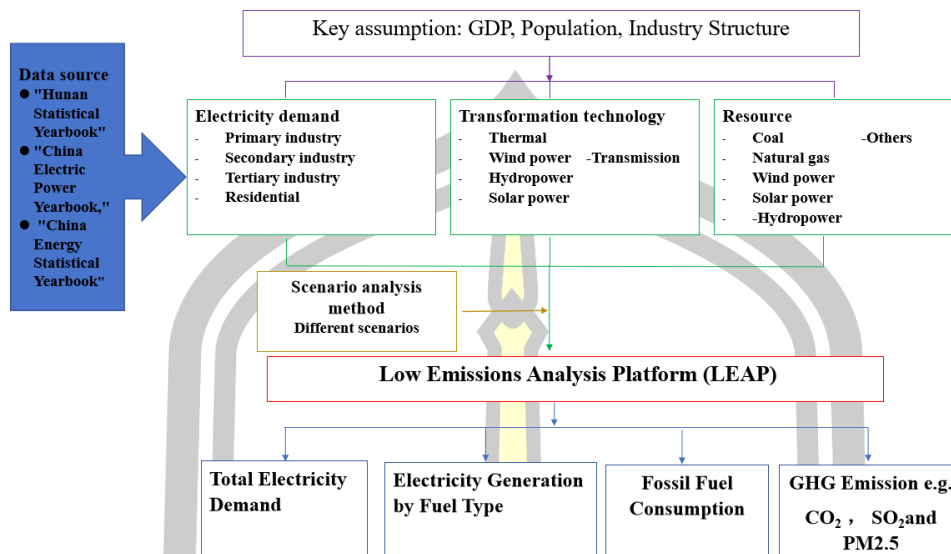 Key assumption: GDP, Population, Industry Structure
Data source
● "Hunan
Statistical
Yearbook"
● "China
Electric
Power
Yearbook,"
● "China
Energy
Statistical
Yearbook"
Electricity demand
- Primary industry
- Secondary industry
- Tertiary industry
- Residential
Transformation technology
- Thermal
- Wind power -Transmission
- Hydropower
- Solar power
Resource
- Coal -Others
- Natural gas
- Wind power
- Solar power
- -Hydropower
Scenario analysis
method
Different scenarios
Low Emissions Analysis Platform (LEAP)
Total Electricity
Demand
Electricity Generation
by Fuel Type
Fossil Fuel
Consumption
GHG Emission e.g.
CO₂ , SO₂and
PM2.5